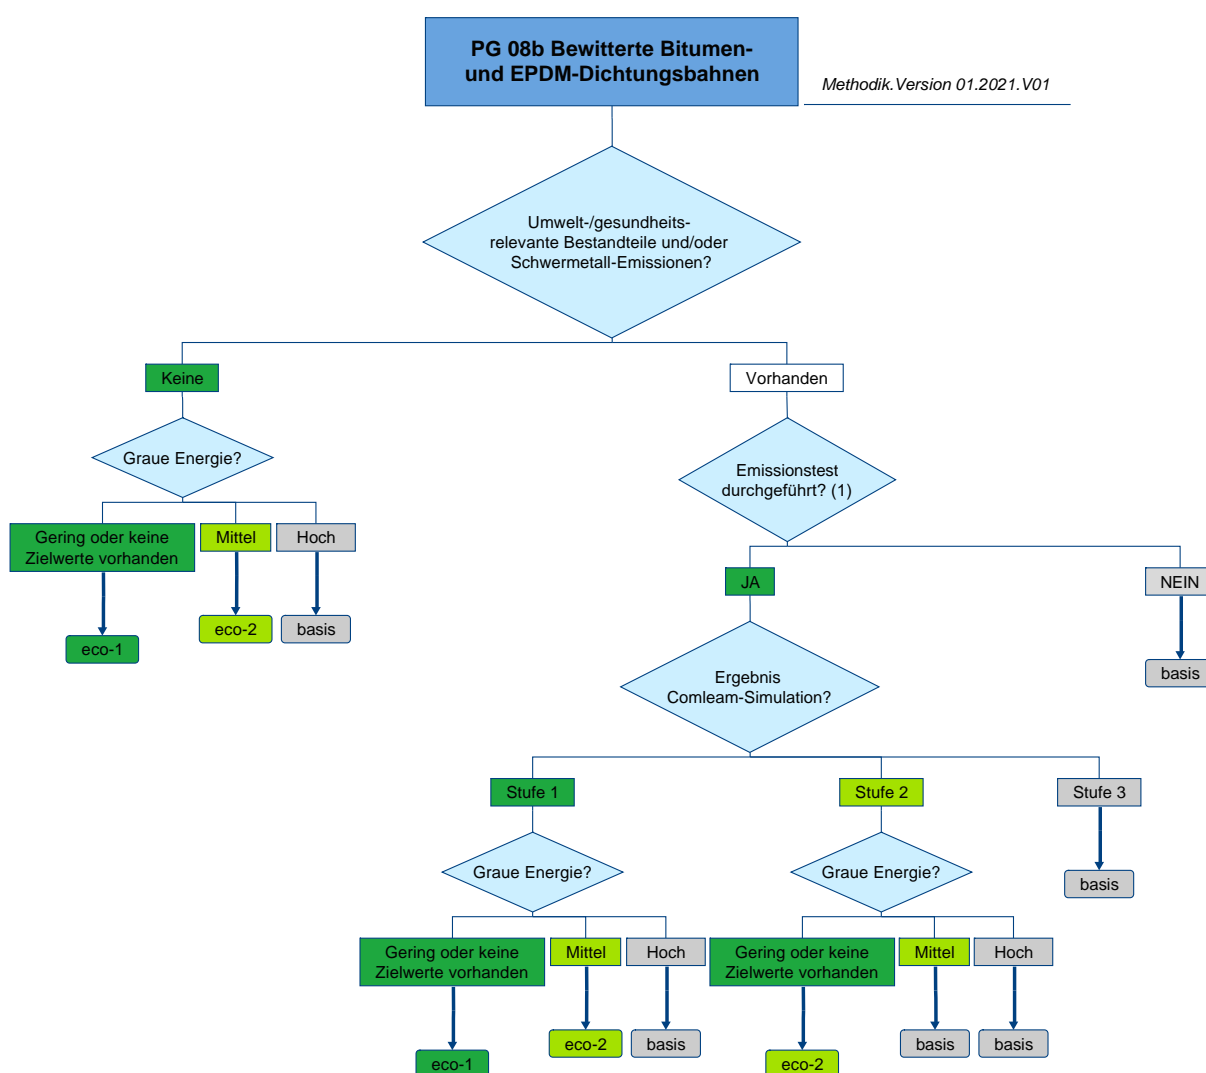 PG 08b Bewitterte Bitumen-
und EPDM-Dichtungsbahnen
Methodik.Version 01.2021.V01
Umwelt-/gesundheits-
relevante Bestandteile und/oder
Schwermetall-Emissionen?
Keine
Vorhanden
Graue Energie?
Emissionstest
durchgeführt? (1)
Gering oder keine
Zielwerte vorhanden
Mittel
Hoch
JA
NEIN
eco-1
eco-2
basis
basis
Ergebnis
Comleam-Simulation?
Stufe 1
Stufe 2
Stufe 3
Graue Energie?
Graue Energie?
basis
Gering oder keine
Zielwerte vorhanden
Mittel
Hoch
Gering oder keine
Zielwerte vorhanden
Mittel
Hoch
eco-1
eco-2
basis
eco-2
basis
basis